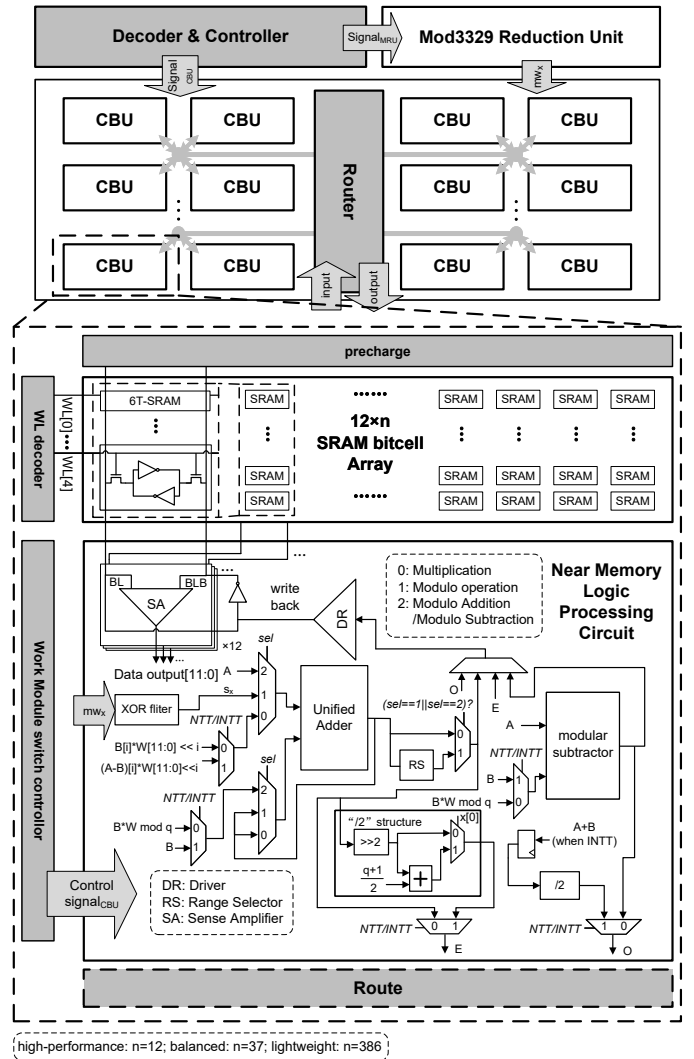 Decoder & Controller
Signal_MRU
Mod3329 Reduction Unit
Signal_CBU
mw_x
CBU
CBU
CBU
CBU
CBU
CBU
CBU
CBU
⋮
Router
⋮
CBU
CBU
CBU
CBU
input
output
precharge
WL decoder
WL[0]
•••
WL[4]
6T-SRAM
⋮
SRAM
⋮
SRAM
SRAM
••••••
12×n
SRAM bitcell
Array
••••••
SRAM
SRAM
SRAM
SRAM
⋮
⋮
⋮
⋮
SRAM
SRAM
SRAM
SRAM
SRAM
SRAM
SRAM
SRAM
Work Module switch controllor
...
BL
BLB
...
SA
×12
...
Data output[11:0]
write
back
DR
0: Multiplication
1: Modulo operation
2: Modulo Addition
/Modulo Subtraction
Near Memory
Logic
Processing
Circuit
sel
A
2
mw_x
XOR fliter
s_x
1
0
NTT/INTT
B[i]*W[11:0] << i
0
(A-B)[i]*W[11:0]<<i
1
Unified
Adder
sel
2
1
0
NTT/INTT
B*W mod q
0
B
1
(sel==1||sel==2)?
0
RS
1
O
E
A
modular
subtractor
NTT/INTT
B
1
B*W mod q
0
"/2" structure
x[0]
>>2
0
1
q+1
2
+
A+B
(when INTT)
/2
NTT/INTT
0
1
E
NTT/INTT
1
0
O
Control
signal_CBU
DR: Driver
RS: Range Selector
SA: Sense Amplifier
Route
high-performance: n=12; balanced: n=37; lightweight: n=386